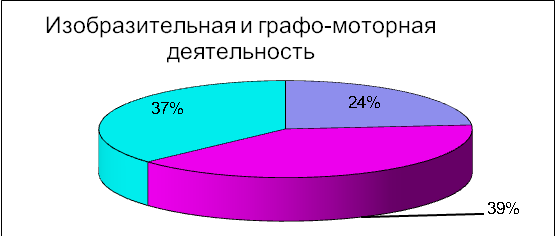 Изобразительная и графо-моторная
деятельность
37%
24%
39%